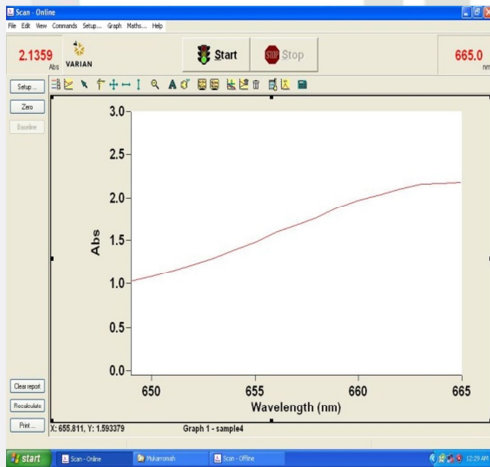 Scan - Online
File Edit View Commands Setup... Graph Maths... Help
2.1359
Abs
VARIAN
Start
STOP Stop
665.0
nm
Setup...
Zero
Baseline
Clear report
Recalculate
Print...
3.0
2.5
2.0
1.5
1.0
0.5
0.0
Abs
650 655 660 665
Wavelength (nm)
X: 655.811, Y: 1.593379 Graph 1 - sample4
start Scan - Online Mukarromah Scan - Offline 12:29 AM